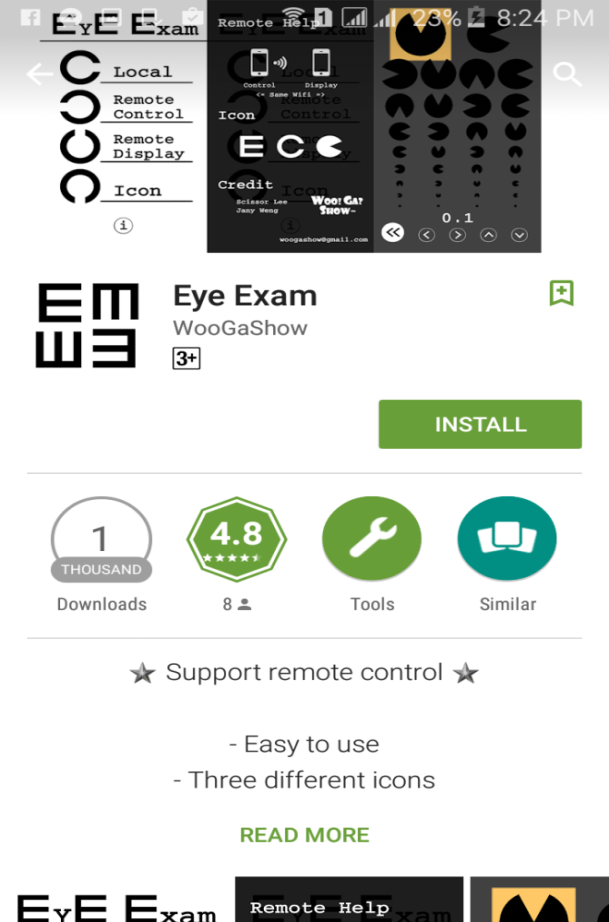 23% 8:24 PM
EyE Exam
Local
Remote
Control
Remote
Display
Icon
Remote Help
Control Display
<= Same Wifi =>
Icon
E C
Credit
Scissor Lee
Jany Weng
Woo! Ga?
Show~
woogashow@gmail.com
0.1
Eye Exam
WooGaShow
3+
INSTALL
1
THOUSAND
Downloads
4.8
8
Tools
Similar
Support remote control
- Easy to use
- Three different icons
READ MORE
EyE Exam
Remote Help